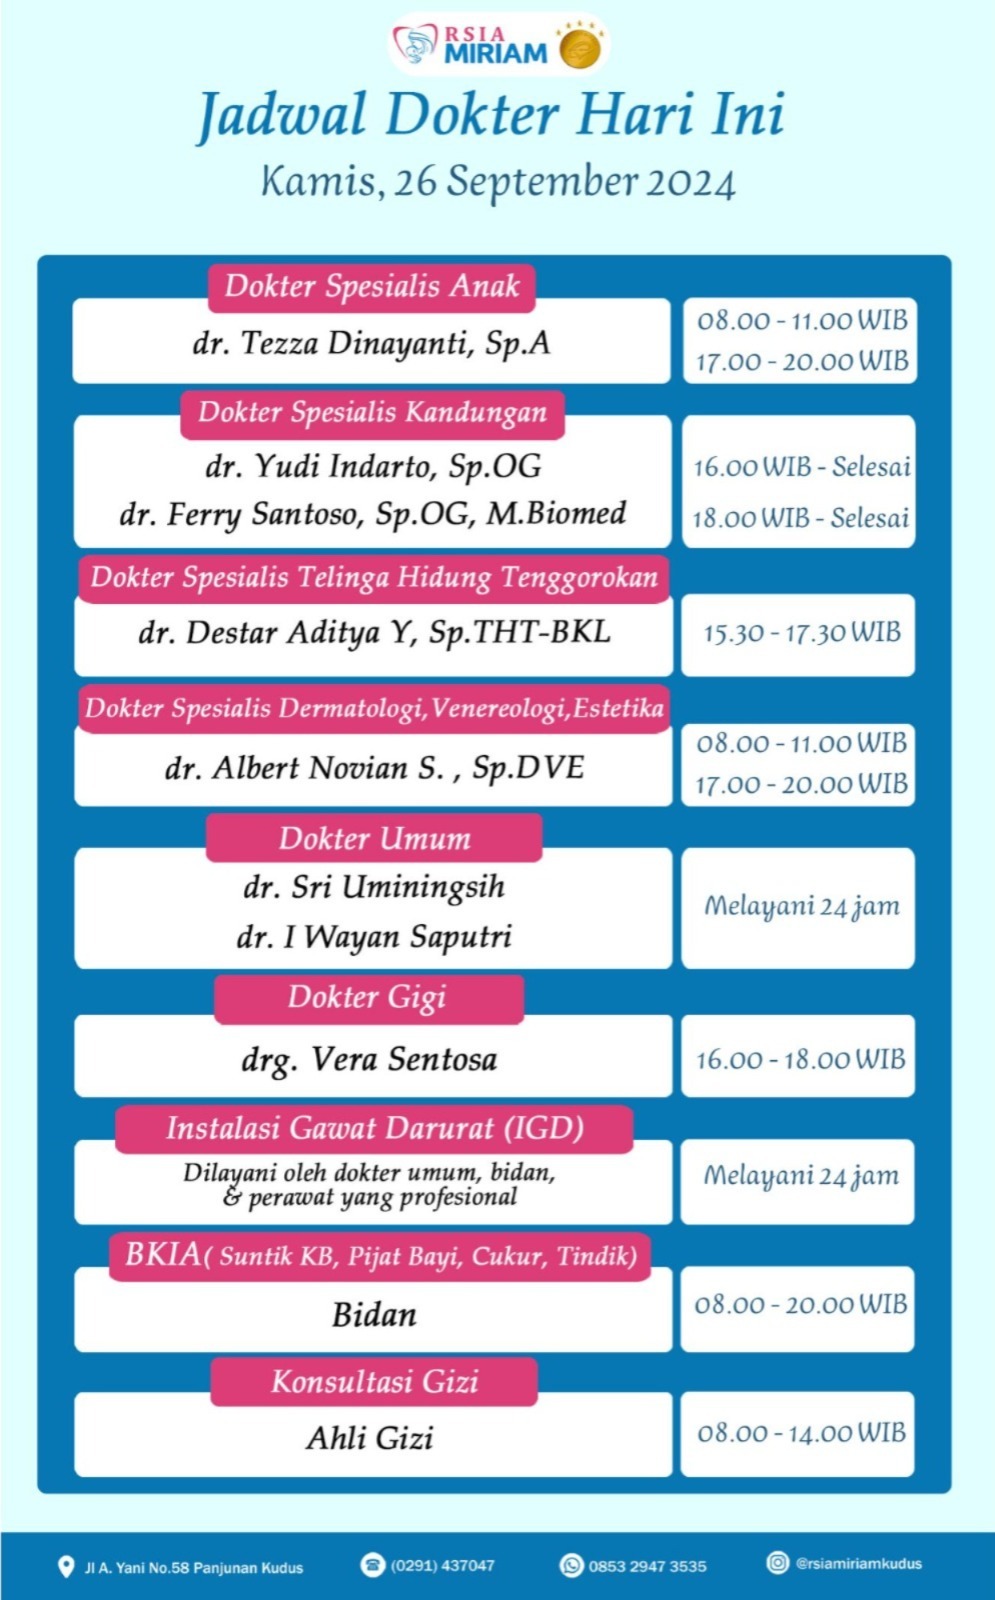 RSIA
MIRIAM
Jadwal Dokter Hari Ini
Kamis, 26 September 2024
Dokter Spesialis Anak
dr. Tezza Dinayanti, Sp.A
08.00 - 11.00 WIB
17.00 - 20.00 WIB
Dokter Spesialis Kandungan
dr. Yudi Indarto, Sp.OG
16.00 WIB - Selesai
dr. Ferry Santoso, Sp.OG, M.Biomed
18.00 WIB - Selesai
Dokter Spesialis Telinga Hidung Tenggorokan
dr. Destar Aditya Y, Sp.THT-BKL
15.30 - 17.30 WIB
Dokter Spesialis Dermatologi,Venereologi,Estetika
dr. Albert Novian S. , Sp.DVE
08.00 - 11.00 WIB
17.00 - 20.00 WIB
Dokter Umum
dr. Sri Uminingsih
dr. I Wayan Saputri
Melayani 24 jam
Dokter Gigi
drg. Vera Sentosa
16.00 - 18.00 WIB
Instalasi Gawat Darurat (IGD)
Dilayani oleh dokter umum, bidan,
& perawat yang profesional
Melayani 24 jam
BKIA( Suntik KB, Pijat Bayi, Cukur, Tindik)
Bidan
08.00 - 20.00 WIB
Konsultasi Gizi
Ahli Gizi
08.00 - 14.00 WIB
Jl A. Yani No.58 Panjunan Kudus
(0291) 437047
0853 2947 3535
@rsiamiriamkudus